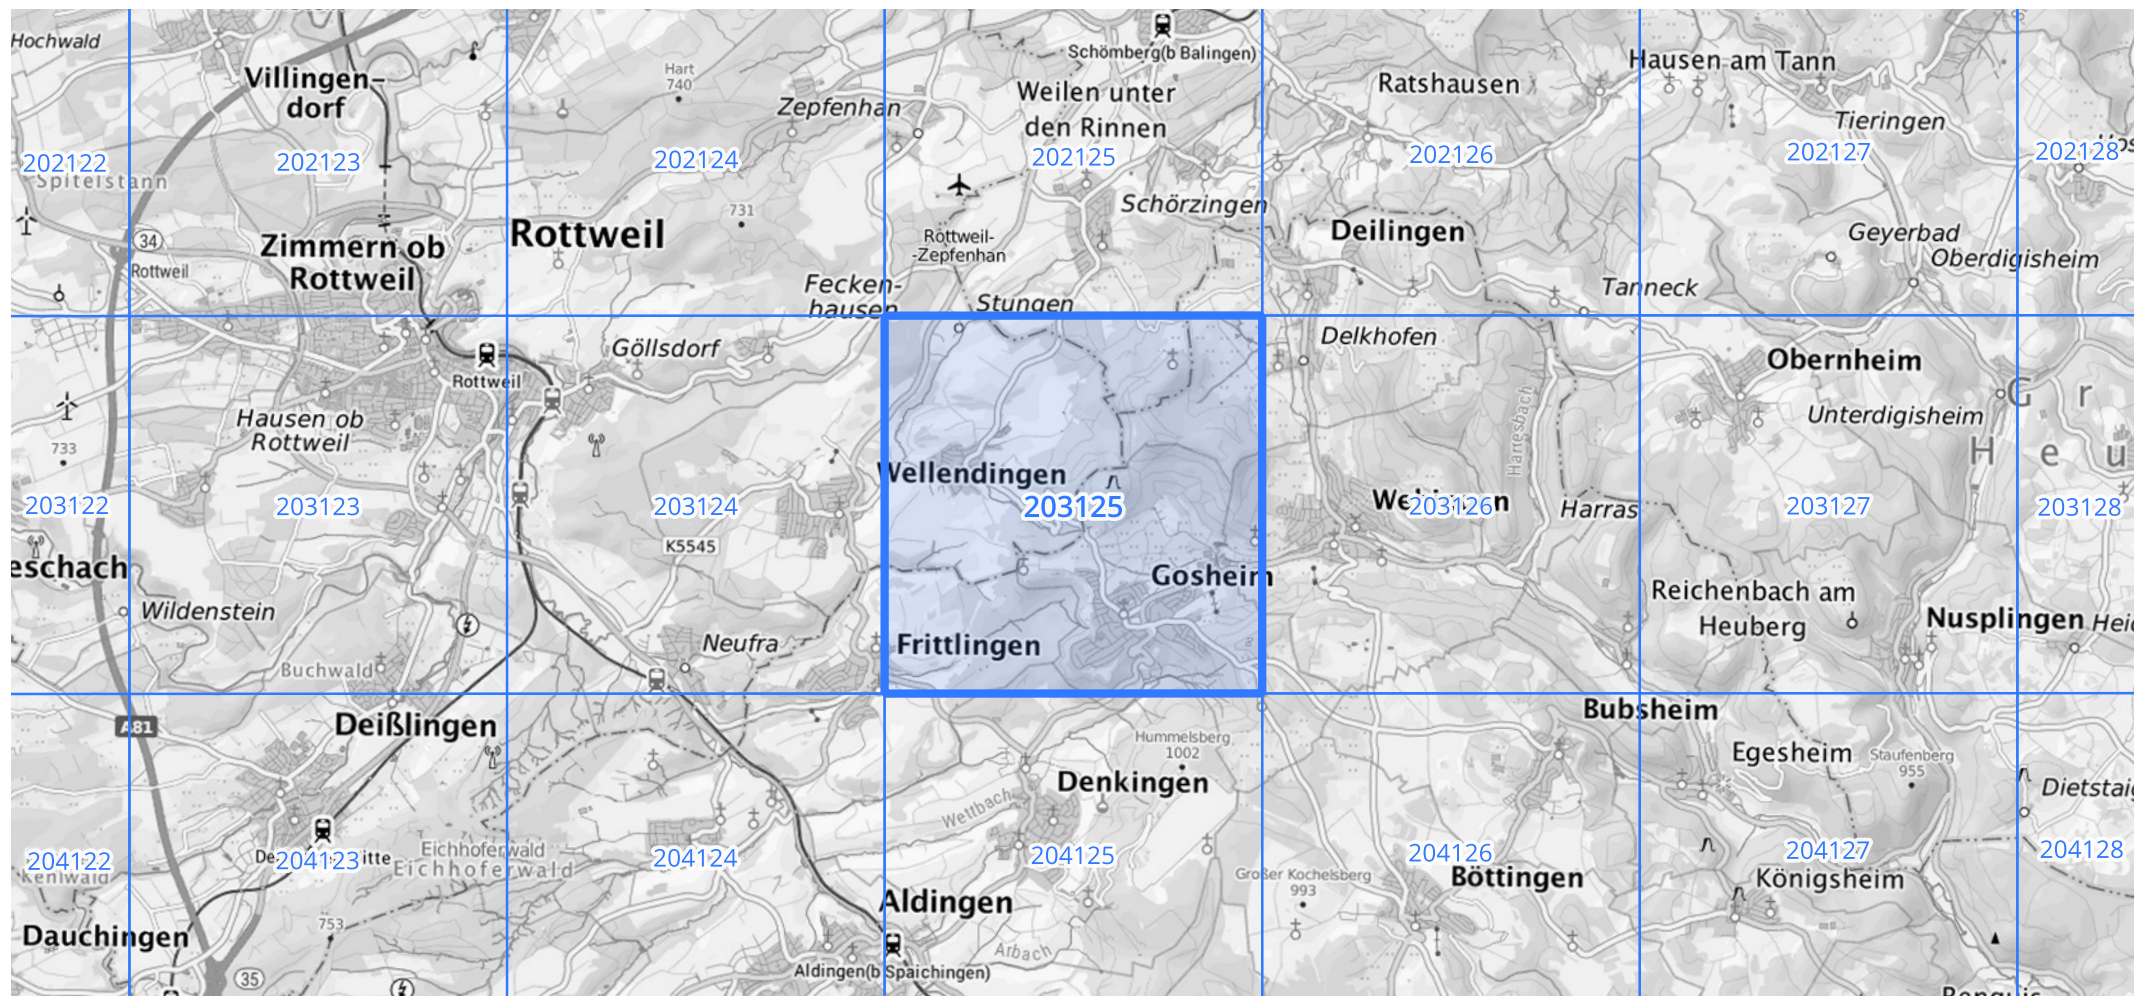 Hochwald
Villingen-
dorf
Hart
740
Zepfenhan
Schömberg(b Balingen)
Weilen unter
den Rinnen
Ratshausen
Hausen am Tann
Tieringen
202122
202123
202124
202125
202126
202127
202128
Spitelstann
34
Zimmern ob
Rottweil
Rottweil
Rottweil
731
Rottweil-
-Zepfenhan
Schörzingen
Deilingen
Geyerbad
Oberdigisheim
Tanneck
Fecken-
hausen
Stungen
Göllsdorf
Rottweil
Delkhofen
Obernheim
Unterdigisheim
G r
H e u
Hausen ob
Rottweil
733
Harresbach
Wellendingen
203122
203123
203124
203125
203126
203127
203128
Harras
K5545
eschach
Wildenstein
Gosheim
Reichenbach am
Heuberg
Nusplingen
Hei
Neufra
Frittlingen
Buchwald
A81
Deißlingen
Hummelsberg
1002
Denkingen
Bubsheim
Egesheim
Staufenberg
955
Dietstaig
Wettbach
Eichhoferwald
Eichhoferwald
204122
204123
204124
204125
204126
204127
204128
Großer Kochelsberg
993
Böttingen
Königsheim
Aldingen
Dauchingen
753
35
Arbach
Aldingen(b Spaichingen)